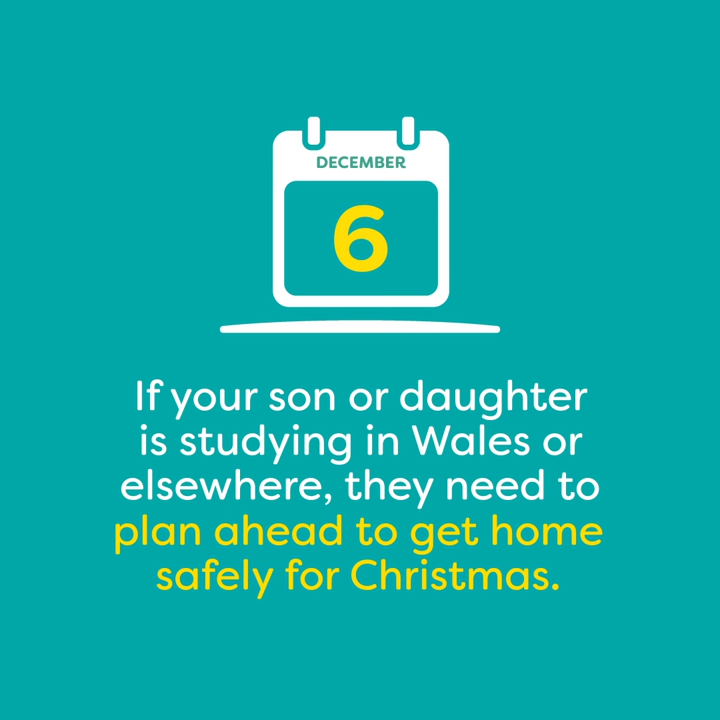 DECEMBER
6
If your son or daughter
is studying in Wales or
elsewhere, they need to
plan ahead to get home
safely for Christmas.